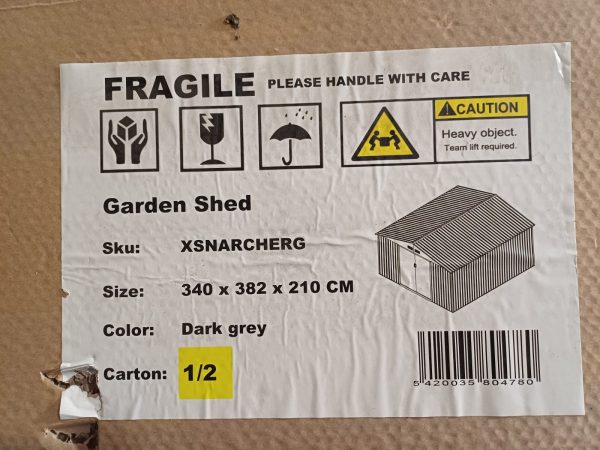 FRAGILE PLEASE HANDLE WITH CARE
CAUTION
Heavy object.
Team lift required.
Garden Shed
Sku: XSNARCHERG
Size: 340 x 382 x 210 CM
Color: Dark grey
Carton: 1/2
5 420035 804780